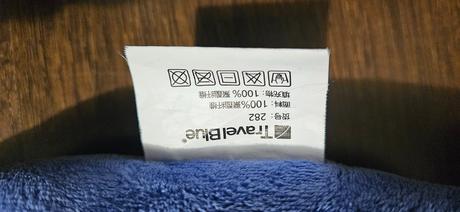 Travel Blue®
货号: 282
面料: 100% 聚酯纤维
填充物: 100% 聚酯纤维